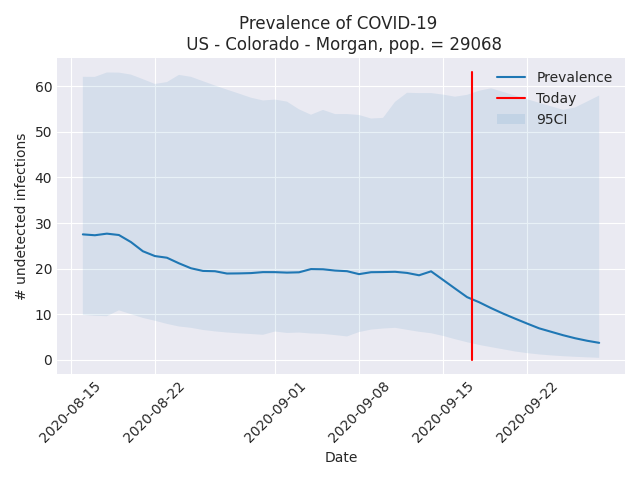 Prevalence of COVID-19
US - Colorado - Morgan, pop. = 29068
# undetected infections
60
50
40
30
20
10
0
Prevalence
Today
95CI
2020-08-15
2020-08-22
2020-09-01
2020-09-08
2020-09-15
2020-09-22
Date